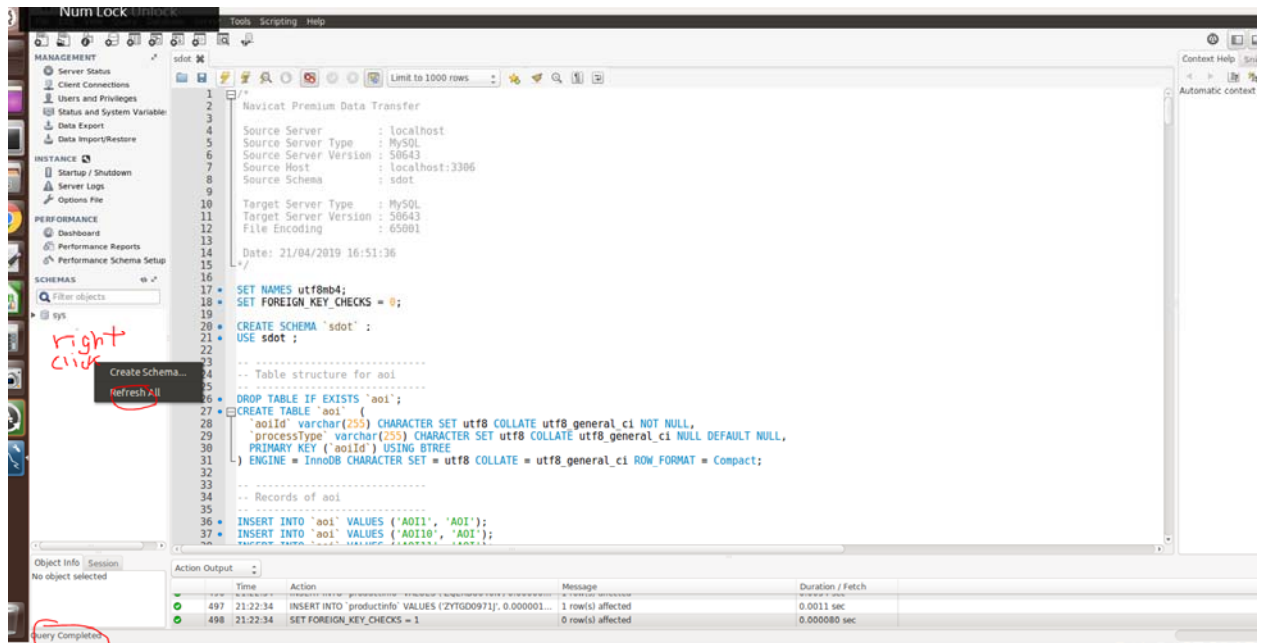 Num Lock Unlock
Tools Scripting Help
MANAGEMENT
Server Status
Client Connections
Users and Privileges
Status and System Variable
Data Export
Data Import/Restore
INSTANCE
Startup / Shutdown
Server Logs
Options File
PERFORMANCE
Dashboard
Performance Reports
Performance Schema Setup
SCHEMAS
Filter objects
sys
right
click
Create Schema...
Refresh All
sdot
Limit to 1000 rows
1 /*
2 Navicat Premium Data Transfer
3
4 Source Server : localhost
5 Source Server Type : MySQL
6 Source Server Version : 50643
7 Source Host : localhost:3306
8 Source Schema : sdot
9
10 Target Server Type : MySQL
11 Target Server Version : 50643
12 File Encoding : 65001
13
14 Date: 21/04/2019 16:51:36
15 */
16
17 SET NAMES utf8mb4;
18 SET FOREIGN_KEY_CHECKS = 0;
19
20 CREATE SCHEMA `sdot` ;
21 USE sdot ;
22
23 -- ----------------------------
24 -- Table structure for aoi
25 -- ----------------------------
26 DROP TABLE IF EXISTS `aoi`;
27 CREATE TABLE `aoi` (
28 `aoiId` varchar(255) CHARACTER SET utf8 COLLATE utf8_general_ci NOT NULL,
29 `processType` varchar(255) CHARACTER SET utf8 COLLATE utf8_general_ci NULL DEFAULT NULL,
30 PRIMARY KEY (`aoiId`) USING BTREE
31 ) ENGINE = InnoDB CHARACTER SET = utf8 COLLATE = utf8_general_ci ROW_FORMAT = Compact;
32
33 -- ----------------------------
34 -- Records of aoi
35 -- ----------------------------
36 INSERT INTO `aoi` VALUES ('AOI1', 'AOI');
37 INSERT INTO `aoi` VALUES ('AOI10', 'AOI');
Context Help
Automatic context
Object Info Session
No object selected
Action Output
Time Action Message Duration / Fetch
497 21:22:34 INSERT INTO `productinfo` VALUES ('ZYTGD0971J', 0.000001... 1 row(s) affected 0.0011 sec
498 21:22:34 SET FOREIGN_KEY_CHECKS = 1 0 row(s) affected 0.000080 sec
Query Completed